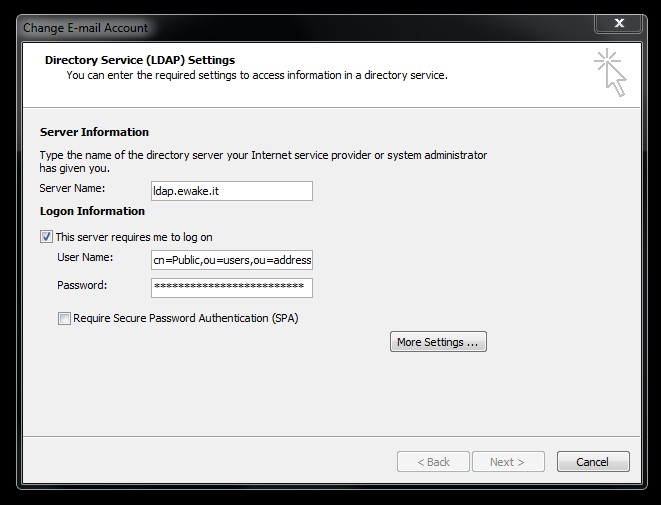 Change E-mail Account
Directory Service (LDAP) Settings
You can enter the required settings to access information in a directory service.
Server Information
Type the name of the directory server your Internet service provider or system administrator
has given you.
Server Name: ldap.ewake.it
Logon Information
This server requires me to log on
User Name: cn=Public,ou=users,ou=address
Password: **************************
Require Secure Password Authentication (SPA)
More Settings ...
< Back Next > Cancel